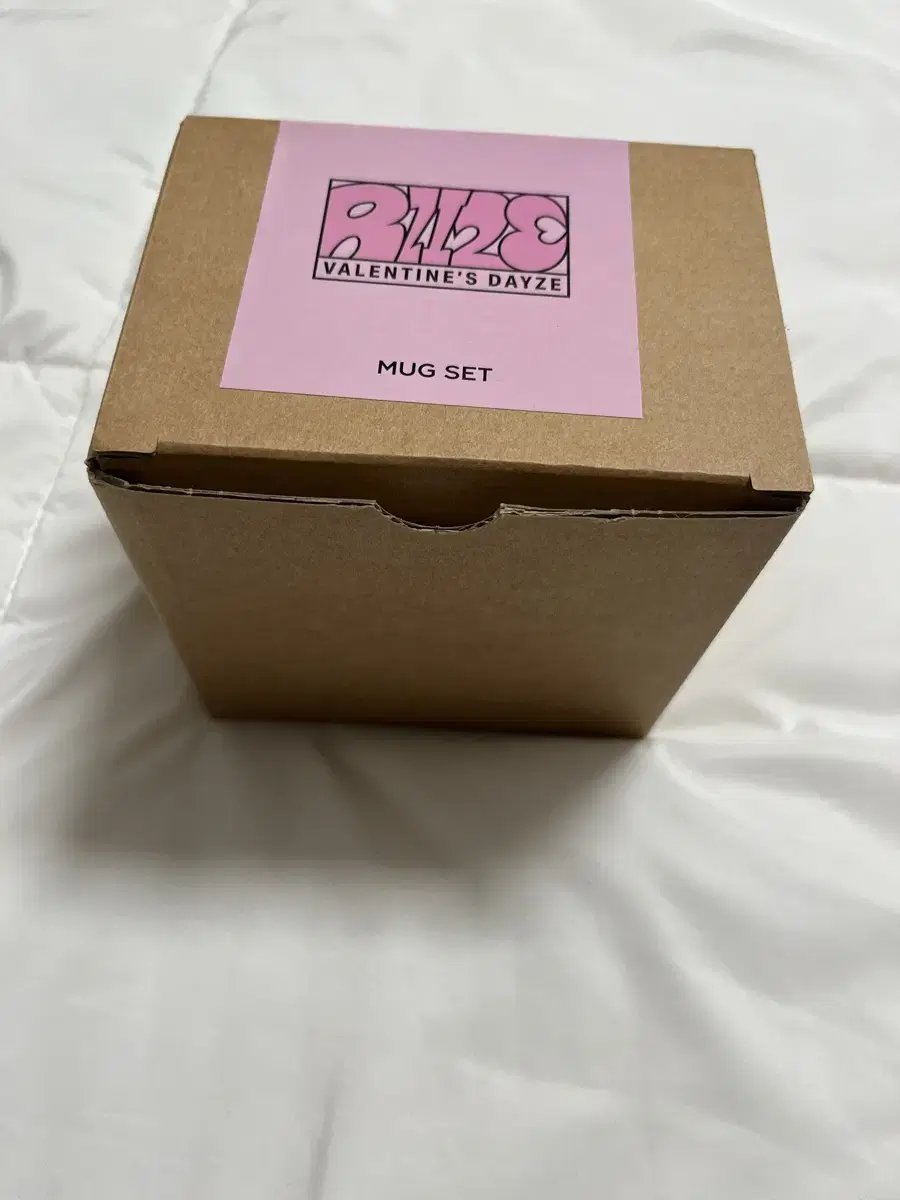 RIIZE
VALENTINE'S DAYZE
MUG SET